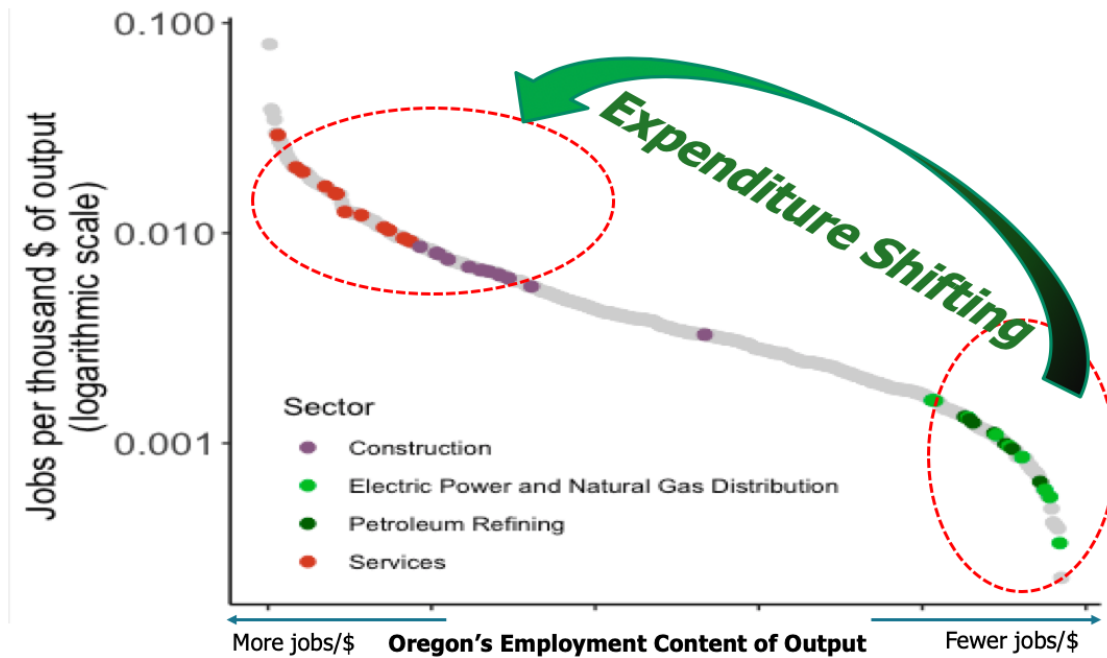 0.100
0.010
0.001
Jobs per thousand $ of output
(logarithmic scale)
Expenditure Shifting
Sector
Construction
Electric Power and Natural Gas Distribution
Petroleum Refining
Services
More jobs/$
Oregon’s Employment Content of Output
Fewer jobs/$